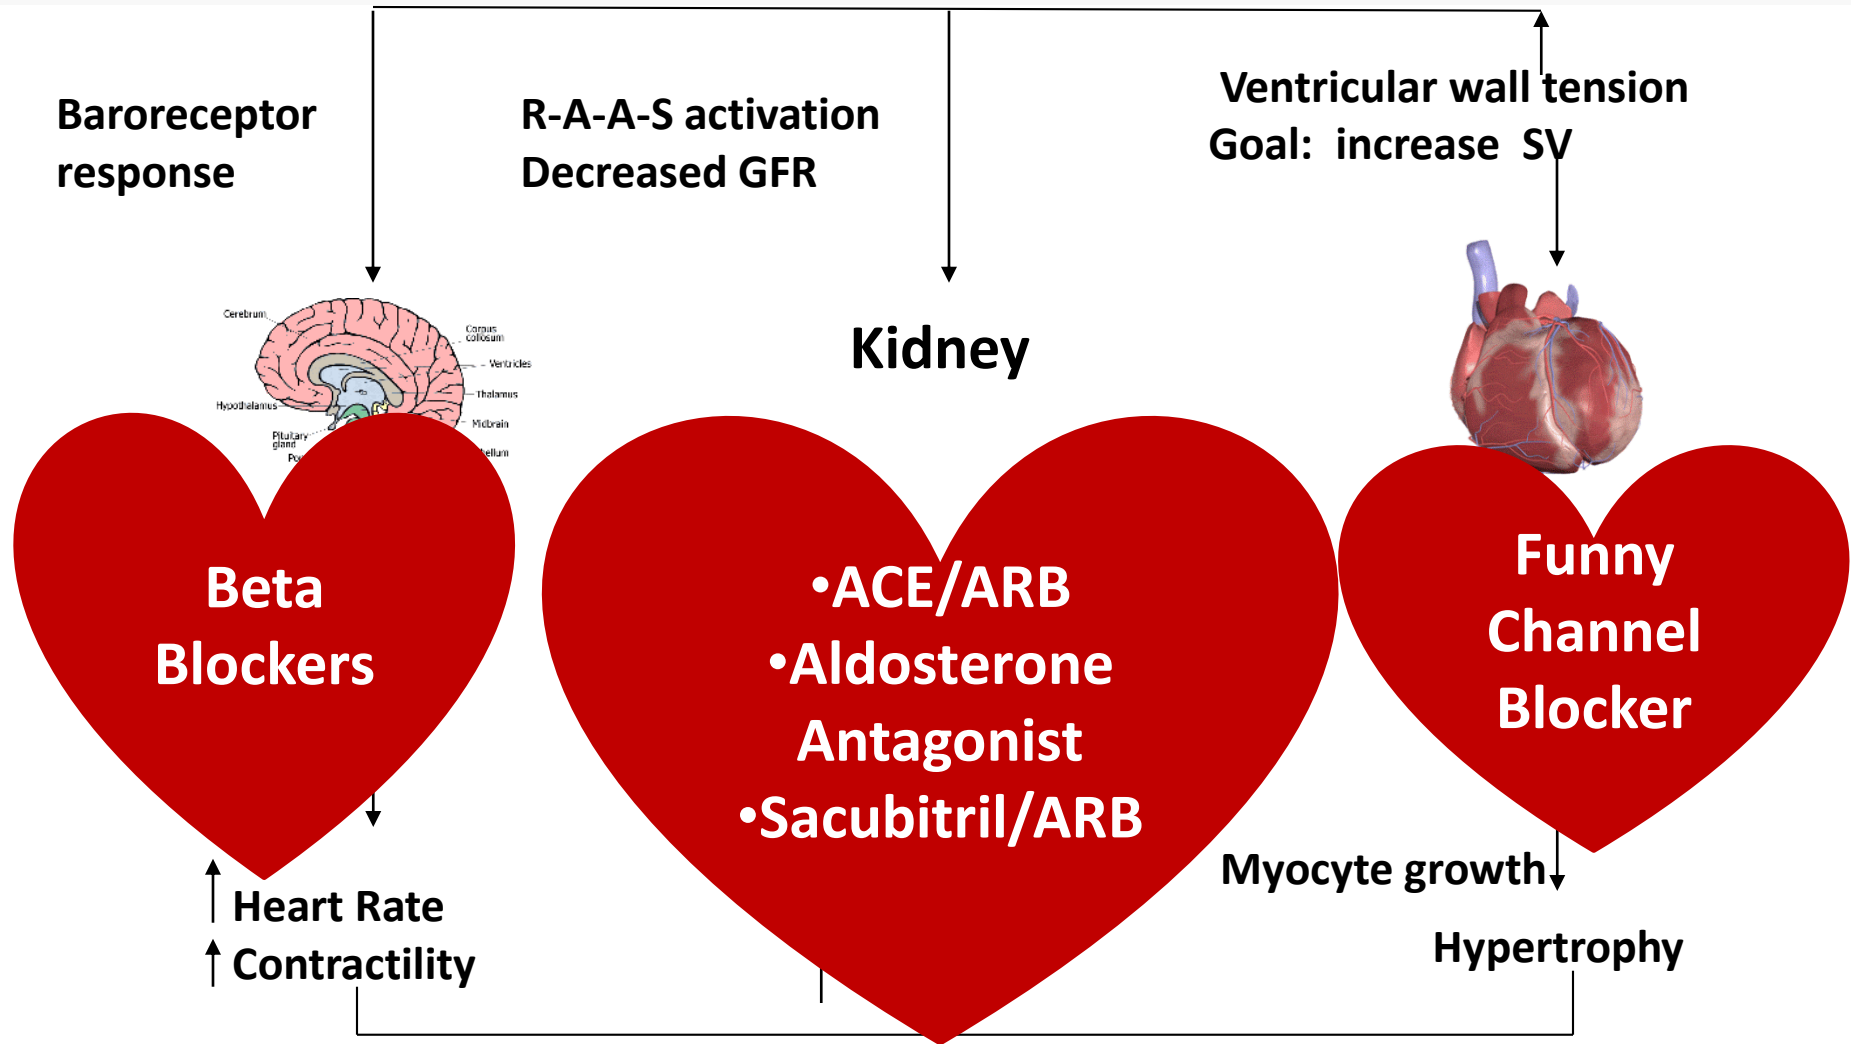 Baroreceptor
response
R-A-A-S activation
Decreased GFR
Ventricular wall tension
Goal: increase SV
Cerebrum
Corpus
collosum
Ventricles
Thalamus
Hypothalamus
Midbrain
Pituitary
gland
Kidney
Beta
Blockers
•ACE/ARB
•Aldosterone
Antagonist
•Sacubitril/ARB
Funny
Channel
Blocker
Heart Rate
Contractility
Myocyte growth
Hypertrophy